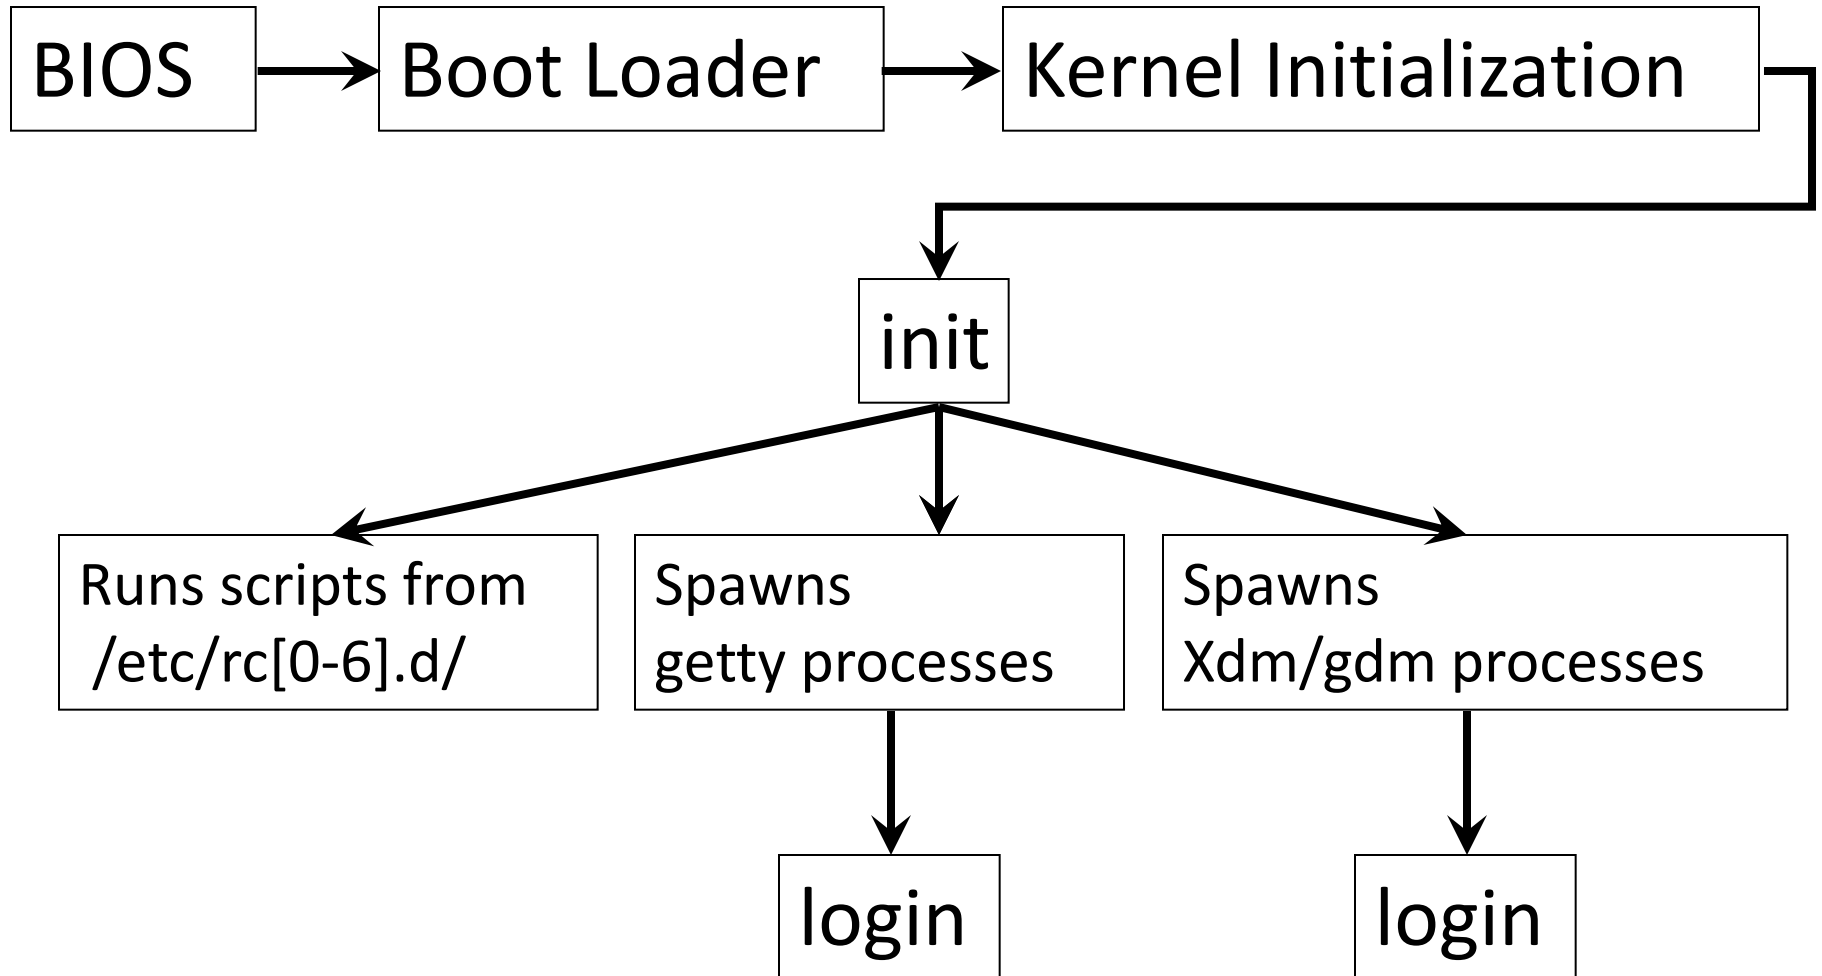 BIOS
Boot Loader
Kernel Initialization
init
Runs scripts from
/etc/rc[0-6].d/
Spawns
getty processes
Spawns
Xdm/gdm processes
login
login